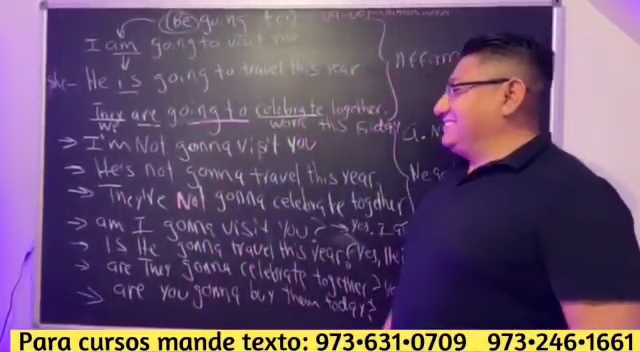 (Be) going to
I am going to visit you
She - He is going to travel this year
They are going to celebrate together.
we work this Friday
→ I'm Not gonna visit you
→ He's not gonna travel this year
→ They're Not gonna celebrate together
→ am I gonna visit you? → yes, I
→ Is He gonna travel this year? yes, He
→ are They gonna celebrate together?
→ are you gonna buy them today?
Para cursos mande texto: 973•631•0709 973•246•1661